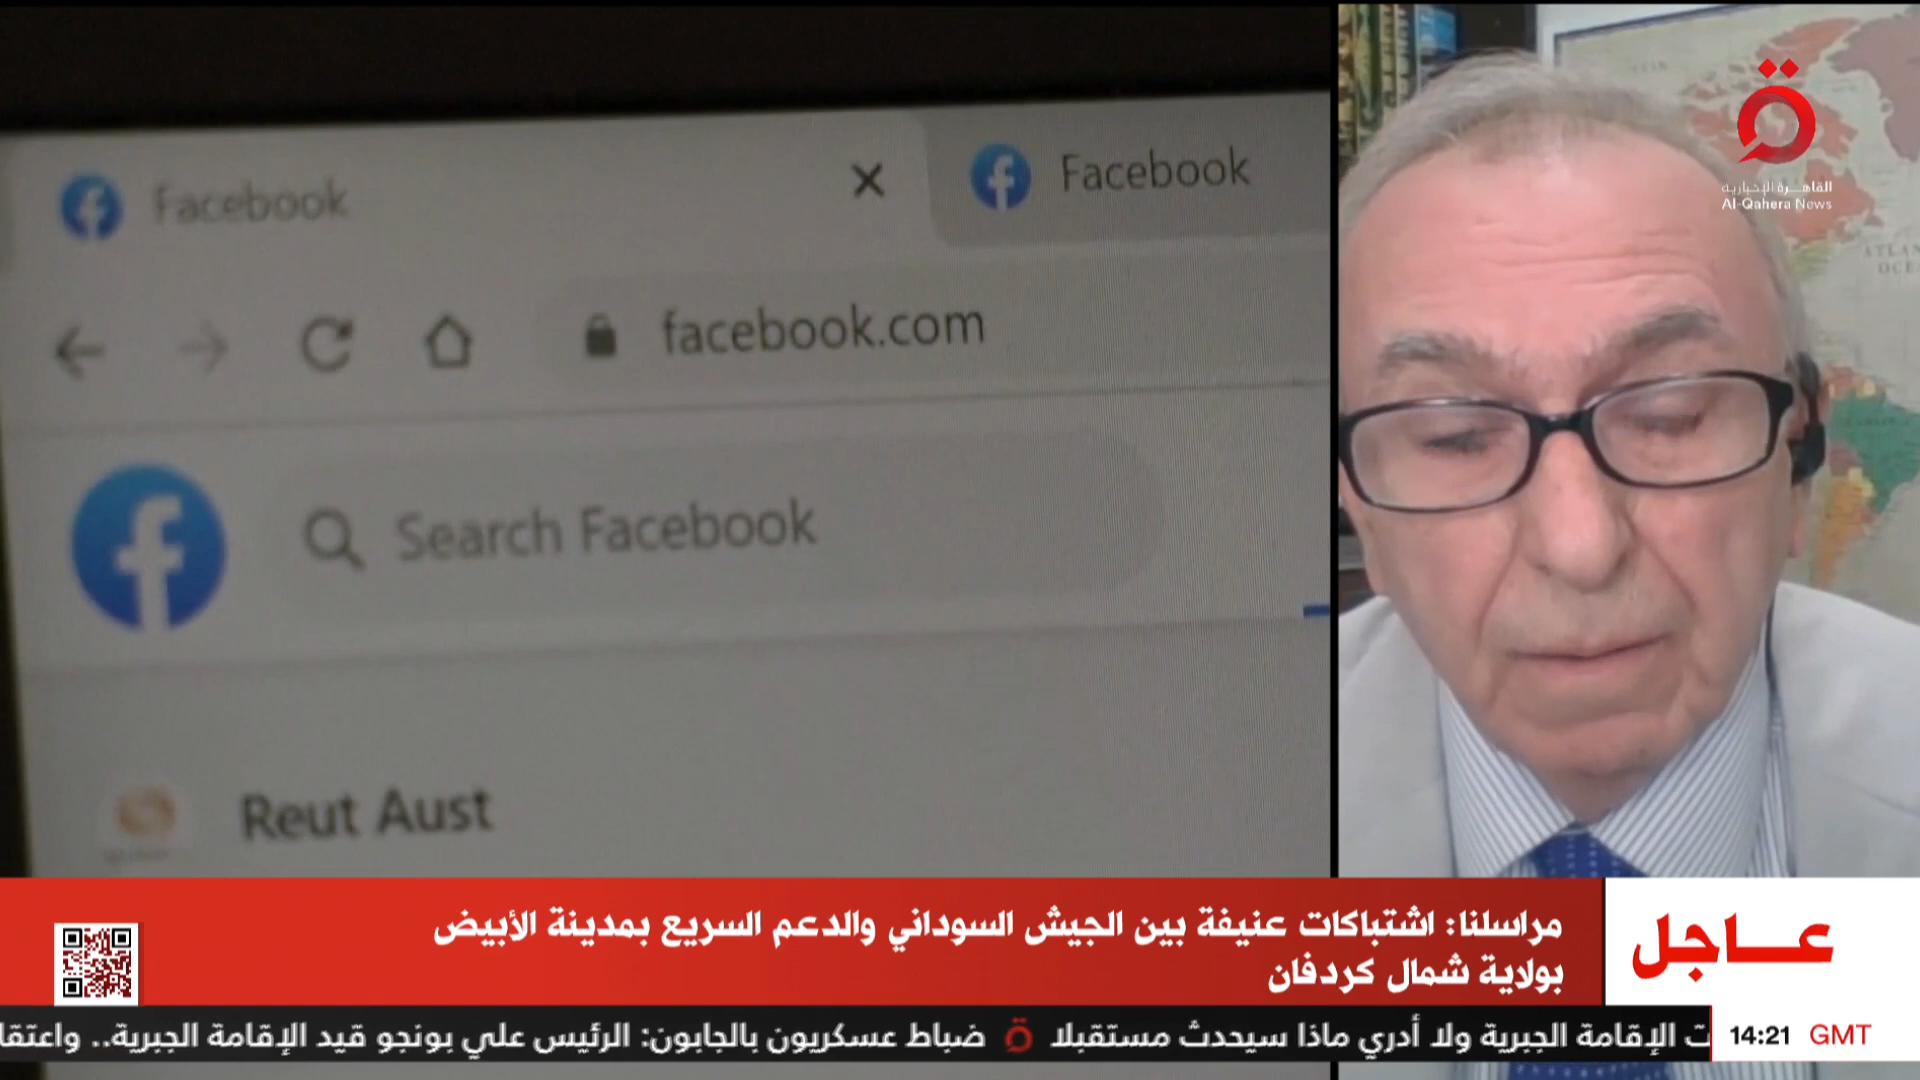 Facebook
Facebook
facebook.com
Search Facebook
Reut Aust
القاهرة الإخبارية
Al-Qahera News
ATLAN
OCE
عاجل
مراسلنا: اشتباكات عنيفة بين الجيش السوداني والدعم السريع بمدينة الأبيض
بولاية شمال كردفان
ت الإقامة الجبرية ولا أدري ماذا سيحدث مستقبلا
ضباط عسكريون بالجابون: الرئيس علي بونجو قيد الإقامة الجبرية.. واعتقا
14:21 GMT